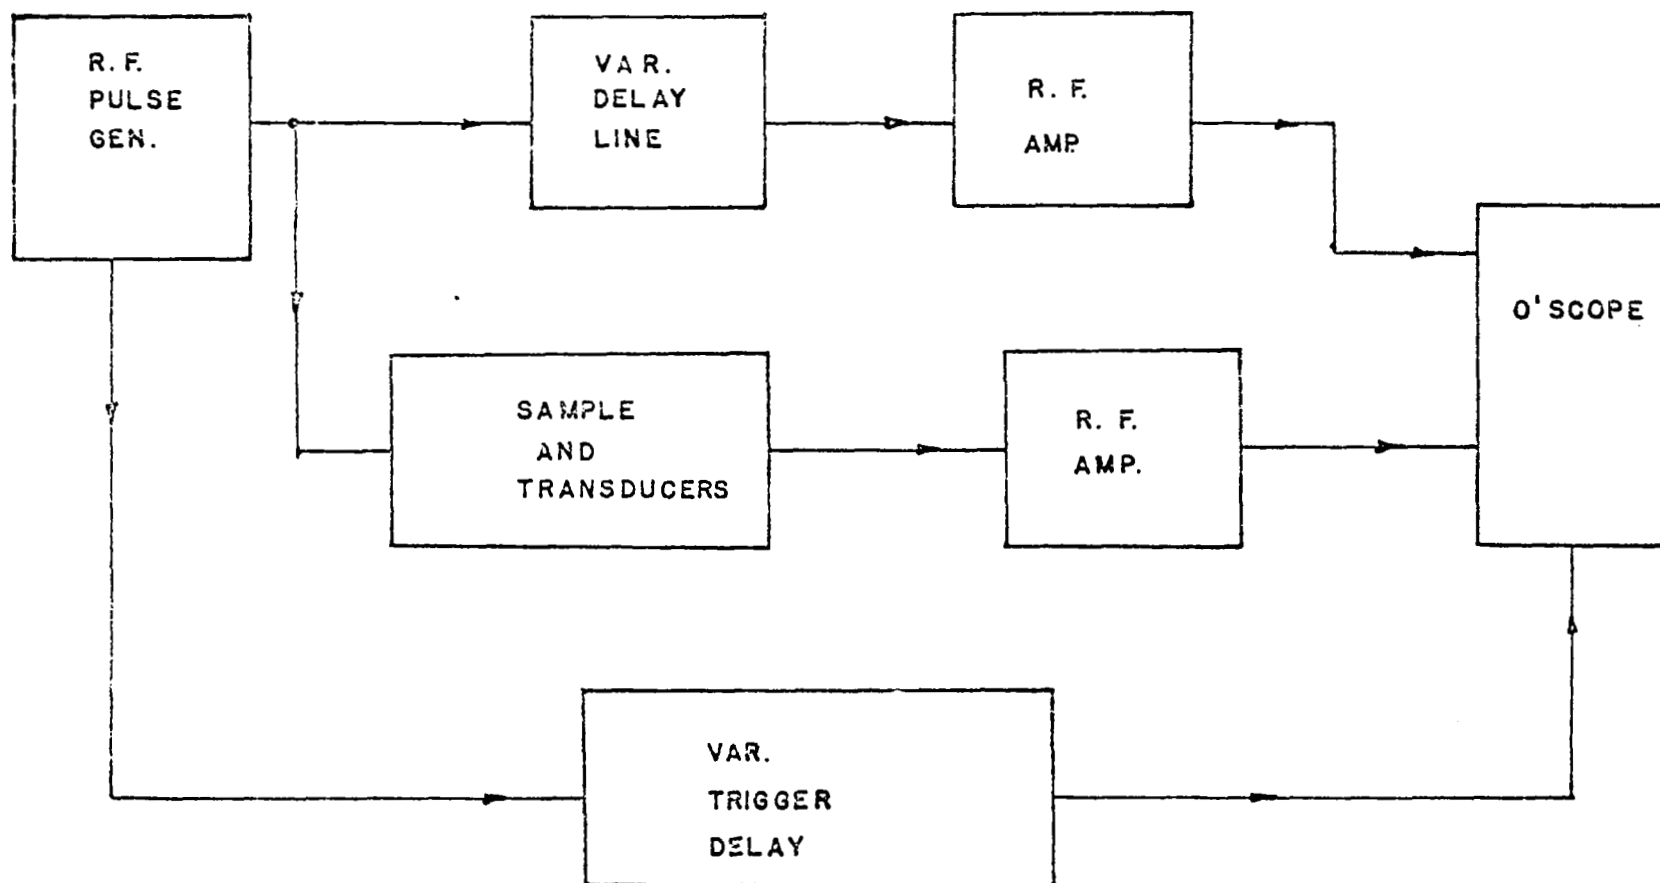 R. F.
PULSE
GEN.
VAR.
DELAY
LINE
R. F.
AMP.
O'SCOPE
SAMPLE
AND
TRANSDUCERS
R. F.
AMP.
VAR.
TRIGGER
DELAY